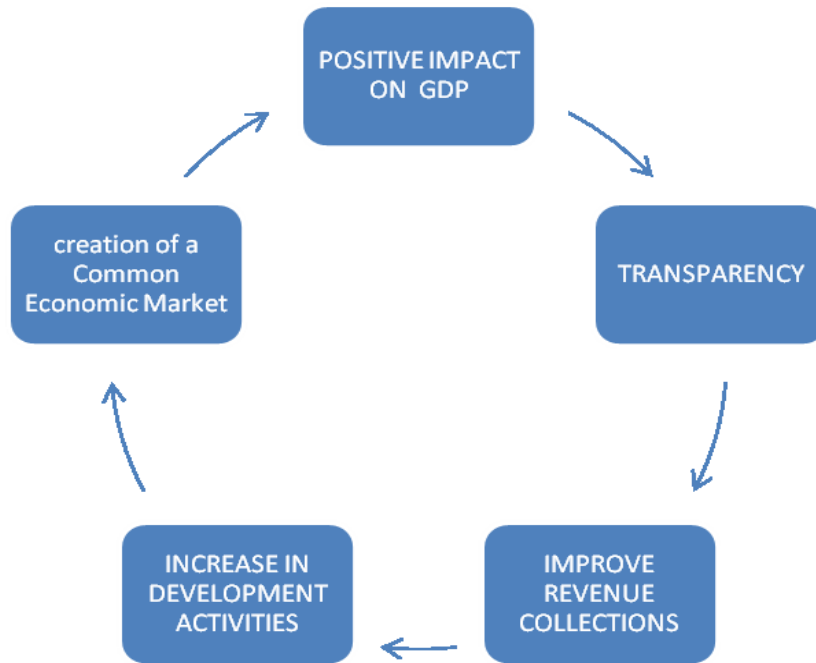 POSITIVE IMPACT
ON GDP
TRANSPARENCY
IMPROVE
REVENUE
COLLECTIONS
INCREASE IN
DEVELOPMENT
ACTIVITIES
creation of a
Common
Economic Market